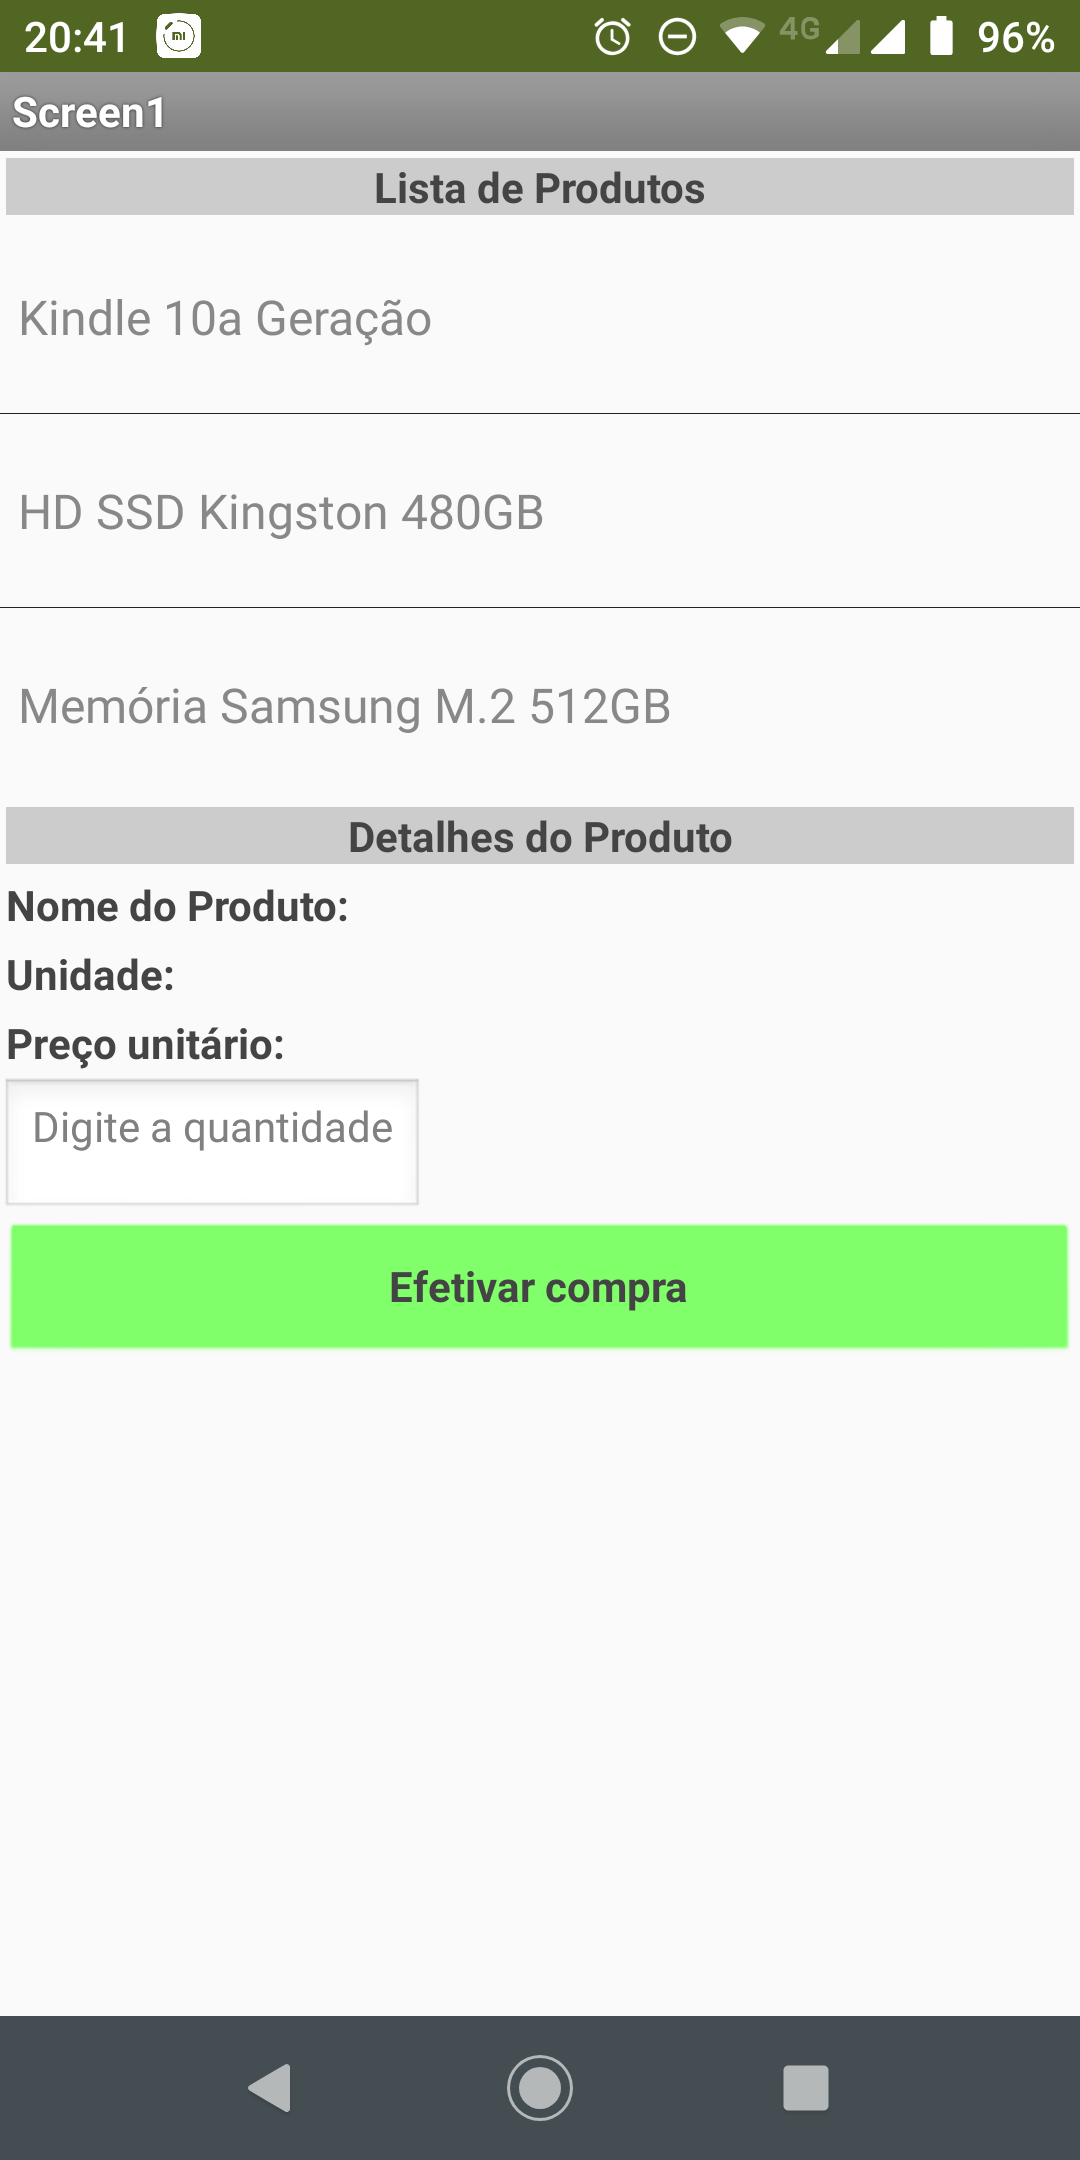 20:41 4G 96%
Screen1
Lista de Produtos
Kindle 10a Geração
HD SSD Kingston 480GB
Memória Samsung M.2 512GB
Detalhes do Produto
Nome do Produto:
Unidade:
Preço unitário:
Digite a quantidade
Efetivar compra